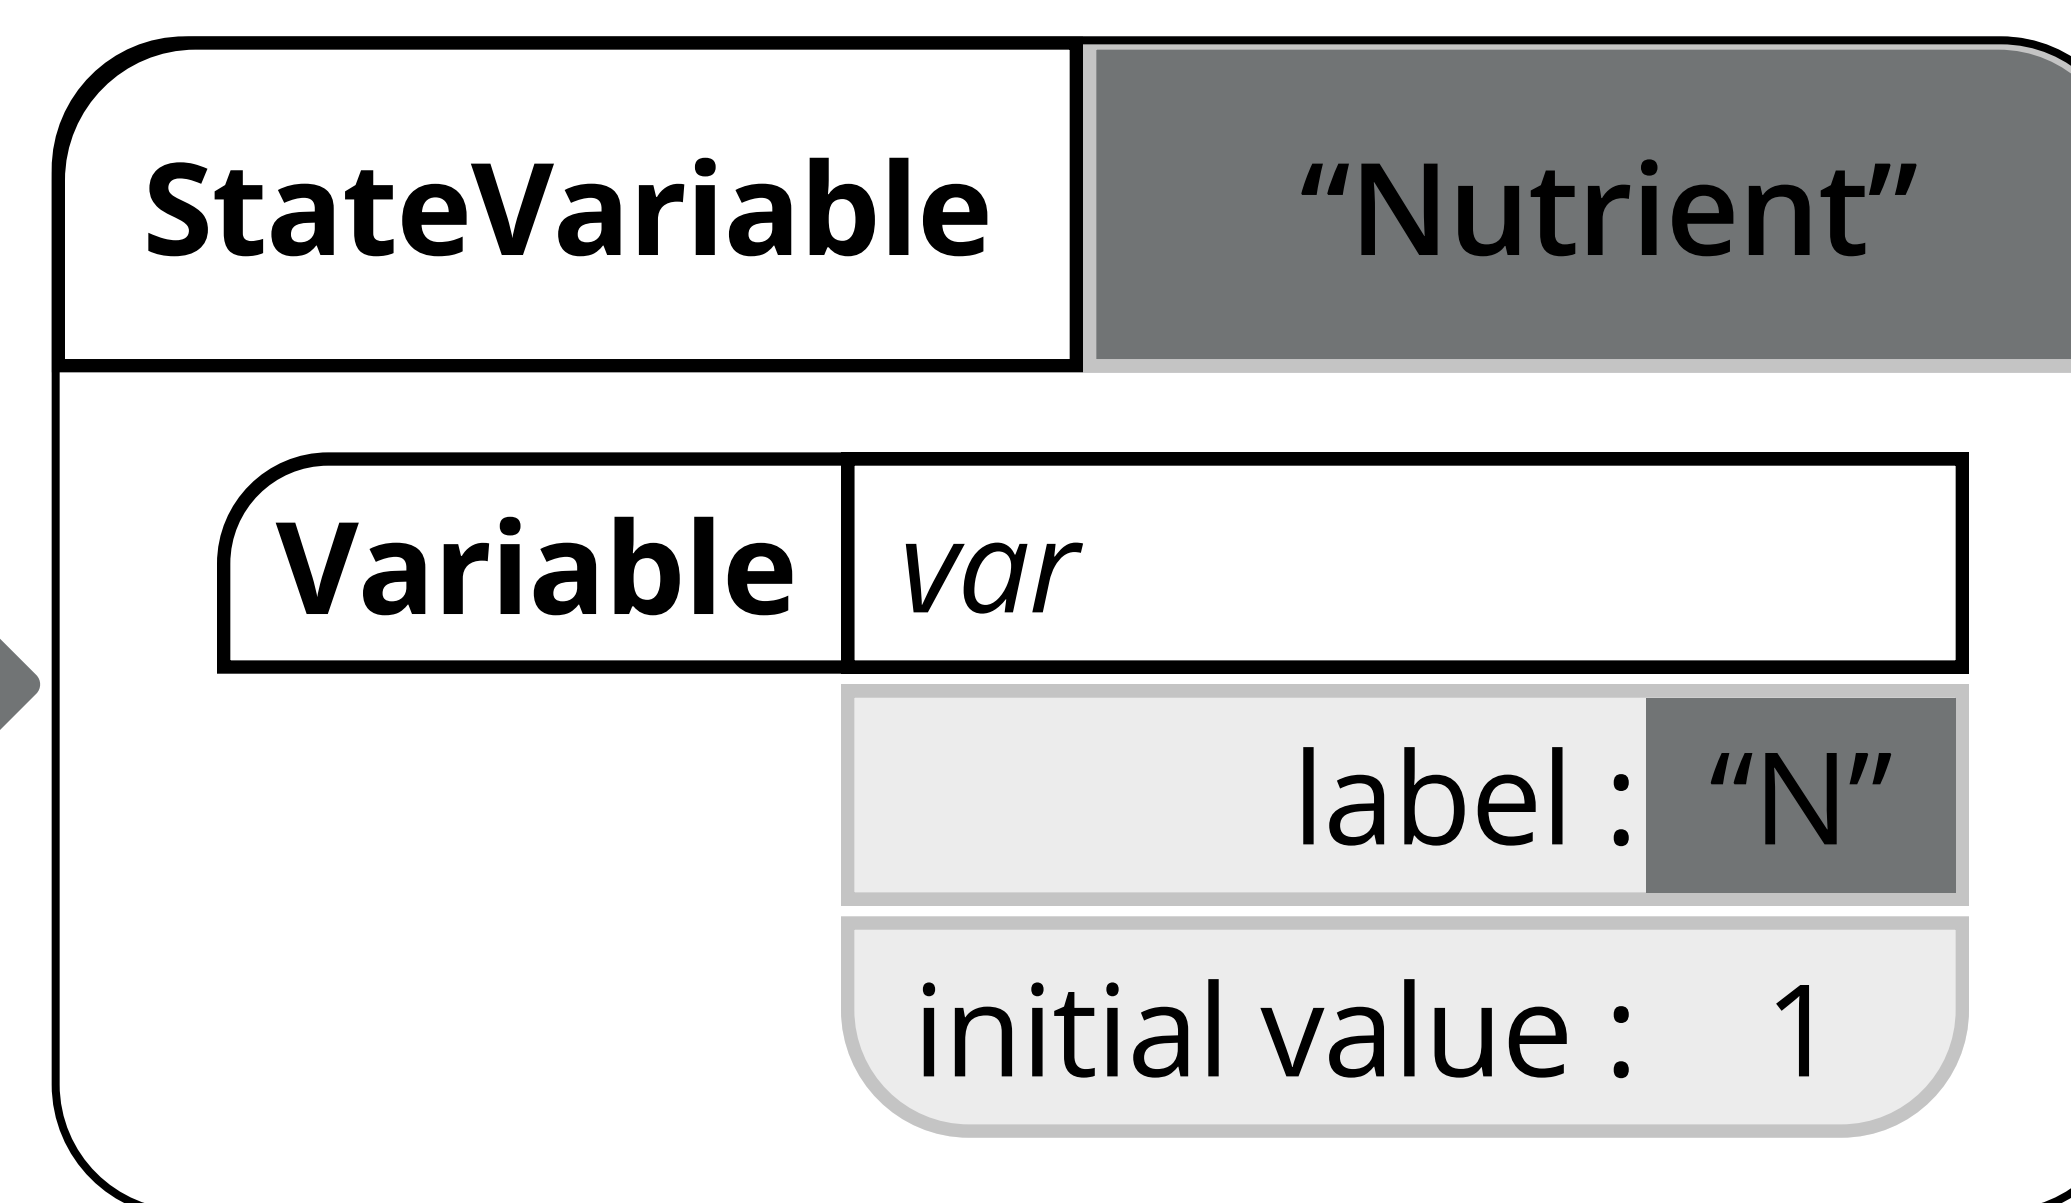 StateVariable “Nutrient”
Variable var
label : “N”
initial value : 1